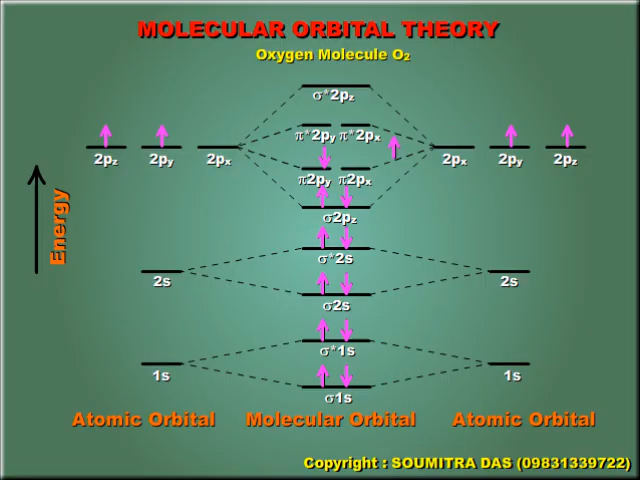 MOLECULAR ORBITAL THEORY
Oxygen Molecule O₂
σ*2pz
π*2py π*2px
2pz 2py 2px
2px 2py 2pz
π2py π2px
σ2pz
Energy
σ*2s
2s
2s
σ2s
σ*1s
1s
1s
σ1s
Atomic Orbital Molecular Orbital Atomic Orbital
Copyright : SOUMITRA DAS (09831339722)